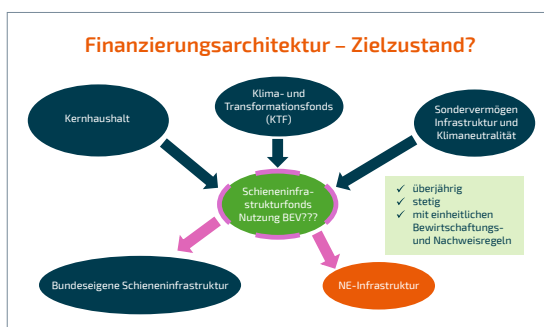 Finanzierungsarchitektur – Zielzustand?
Kernhaushalt
Klima- und
Transformationsfonds
(KTF)
Sondervermögen
Infrastruktur und
Klimaneutralität
Schieneninfra-
strukturfonds
Nutzung BEV???
✓ überjährig
✓ stetig
✓ mit einheitlichen
Bewirtschaftungs-
und Nachweisregeln
Bundeseigene Schieneninfrastruktur
NE-Infrastruktur